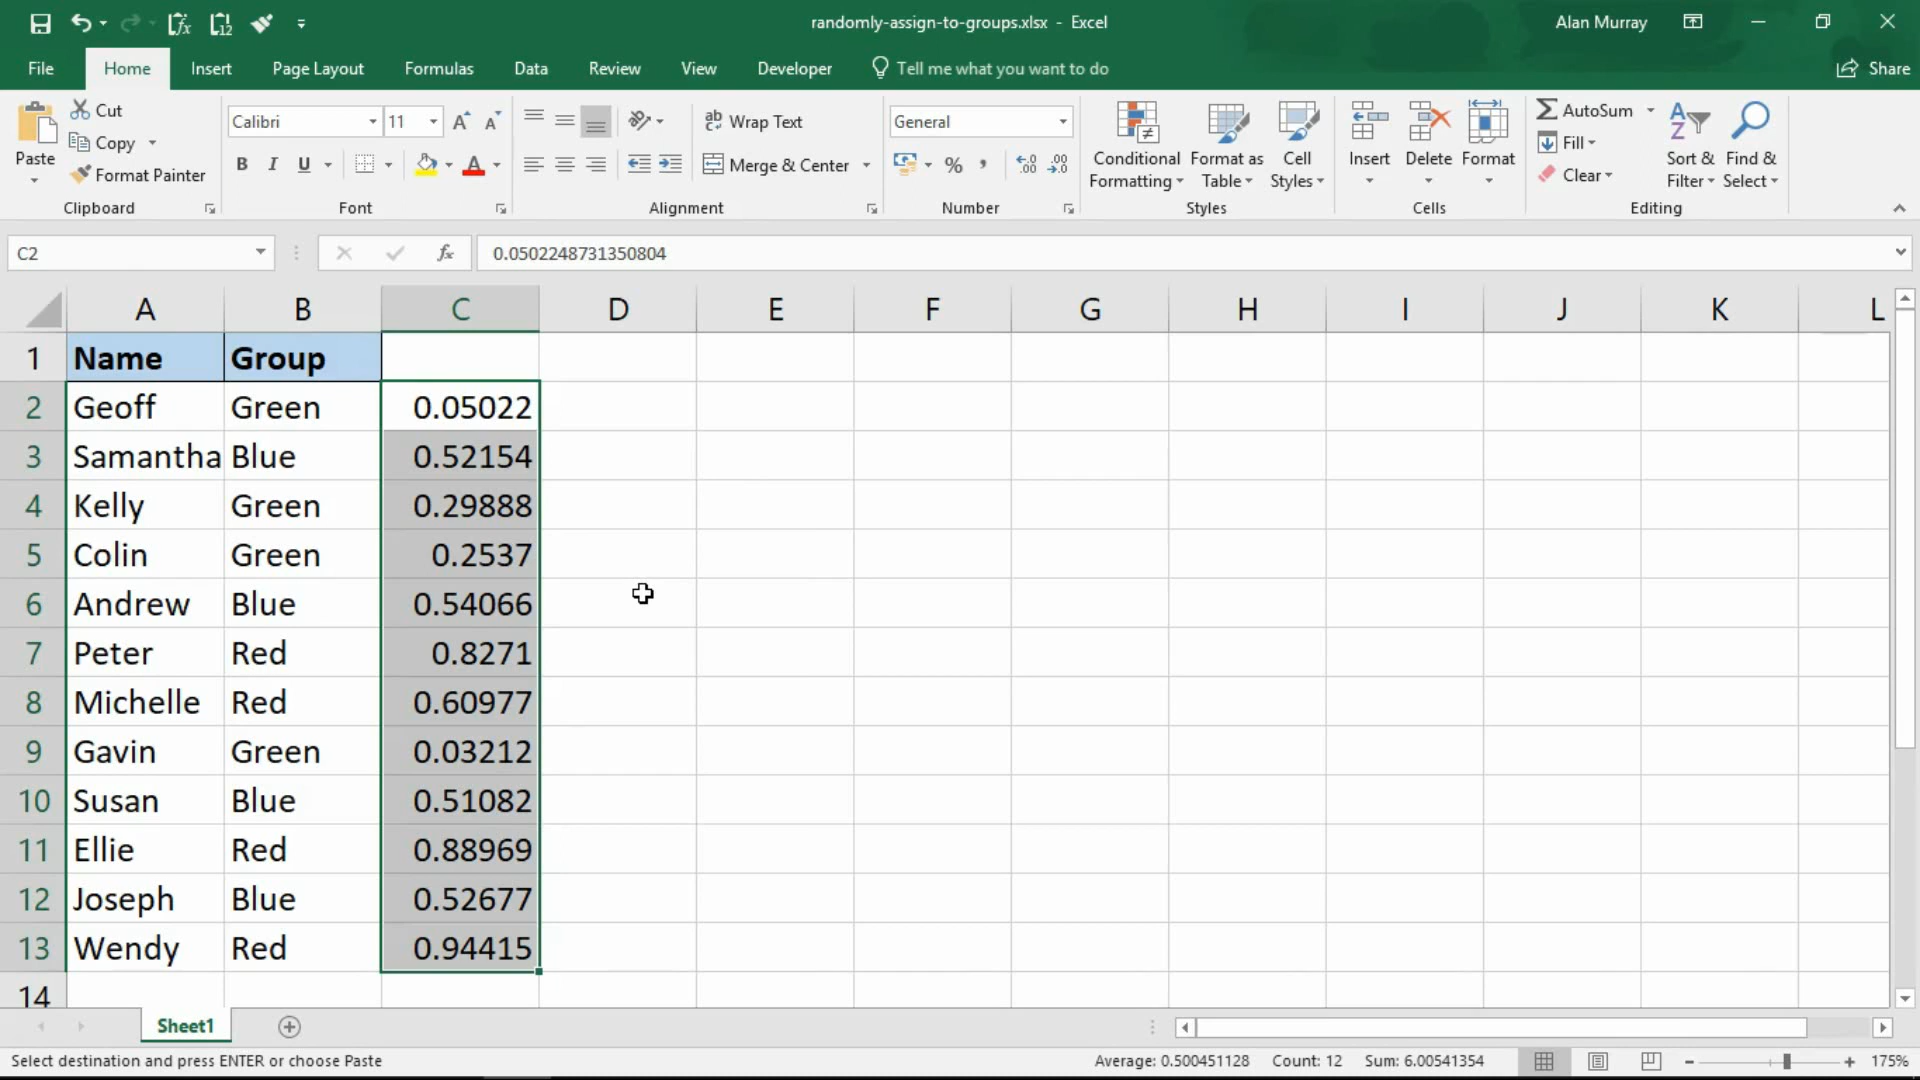 randomly-assign-to-groups.xlsx - Excel
Alan Murray
File Home Insert Page Layout Formulas Data Review View Developer Tell me what you want to do Share
Paste
Cut
Copy
Format Painter
Clipboard
Calibri 11
B I U
Font
Wrap Text
Merge & Center
Alignment
General
%
Number
Conditional Formatting
Format as Table
Cell Styles
Styles
Insert
Delete
Format
Cells
AutoSum
Fill
Clear
Sort & Filter
Find & Select
Editing
C2 fx 0.0502248731350804
A B C D E F G H I J K L
1 Name Group
2 Geoff Green 0.05022
3 Samantha Blue 0.52154
4 Kelly Green 0.29888
5 Colin Green 0.2537
6 Andrew Blue 0.54066
7 Peter Red 0.8271
8 Michelle Red 0.60977
9 Gavin Green 0.03212
10 Susan Blue 0.51082
11 Ellie Red 0.88969
12 Joseph Blue 0.52677
13 Wendy Red 0.94415
14
Sheet1
Select destination and press ENTER or choose Paste Average: 0.500451128 Count: 12 Sum: 6.00541354 175%